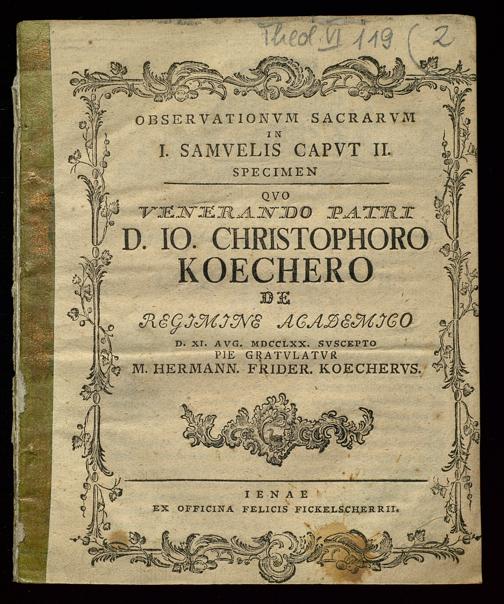 Theol. VI 119 ( 2
OBSERVATIONVM SACRARVM
IN
I. SAMVELIS CAPVT II.
SPECIMEN
QVO
VENERANDO PATRI
D. IO. CHRISTOPHORO
KOECHERO
DE
REGIMINE ACADEMICO
D. XI. AVG. MDCCLXX. SVSCEPTO
PIE GRATVLATVR
M. HERMANN. FRIDER. KOECHERVS.
IENAE
EX OFFICINA FELICIS FICKELSCHERRII.